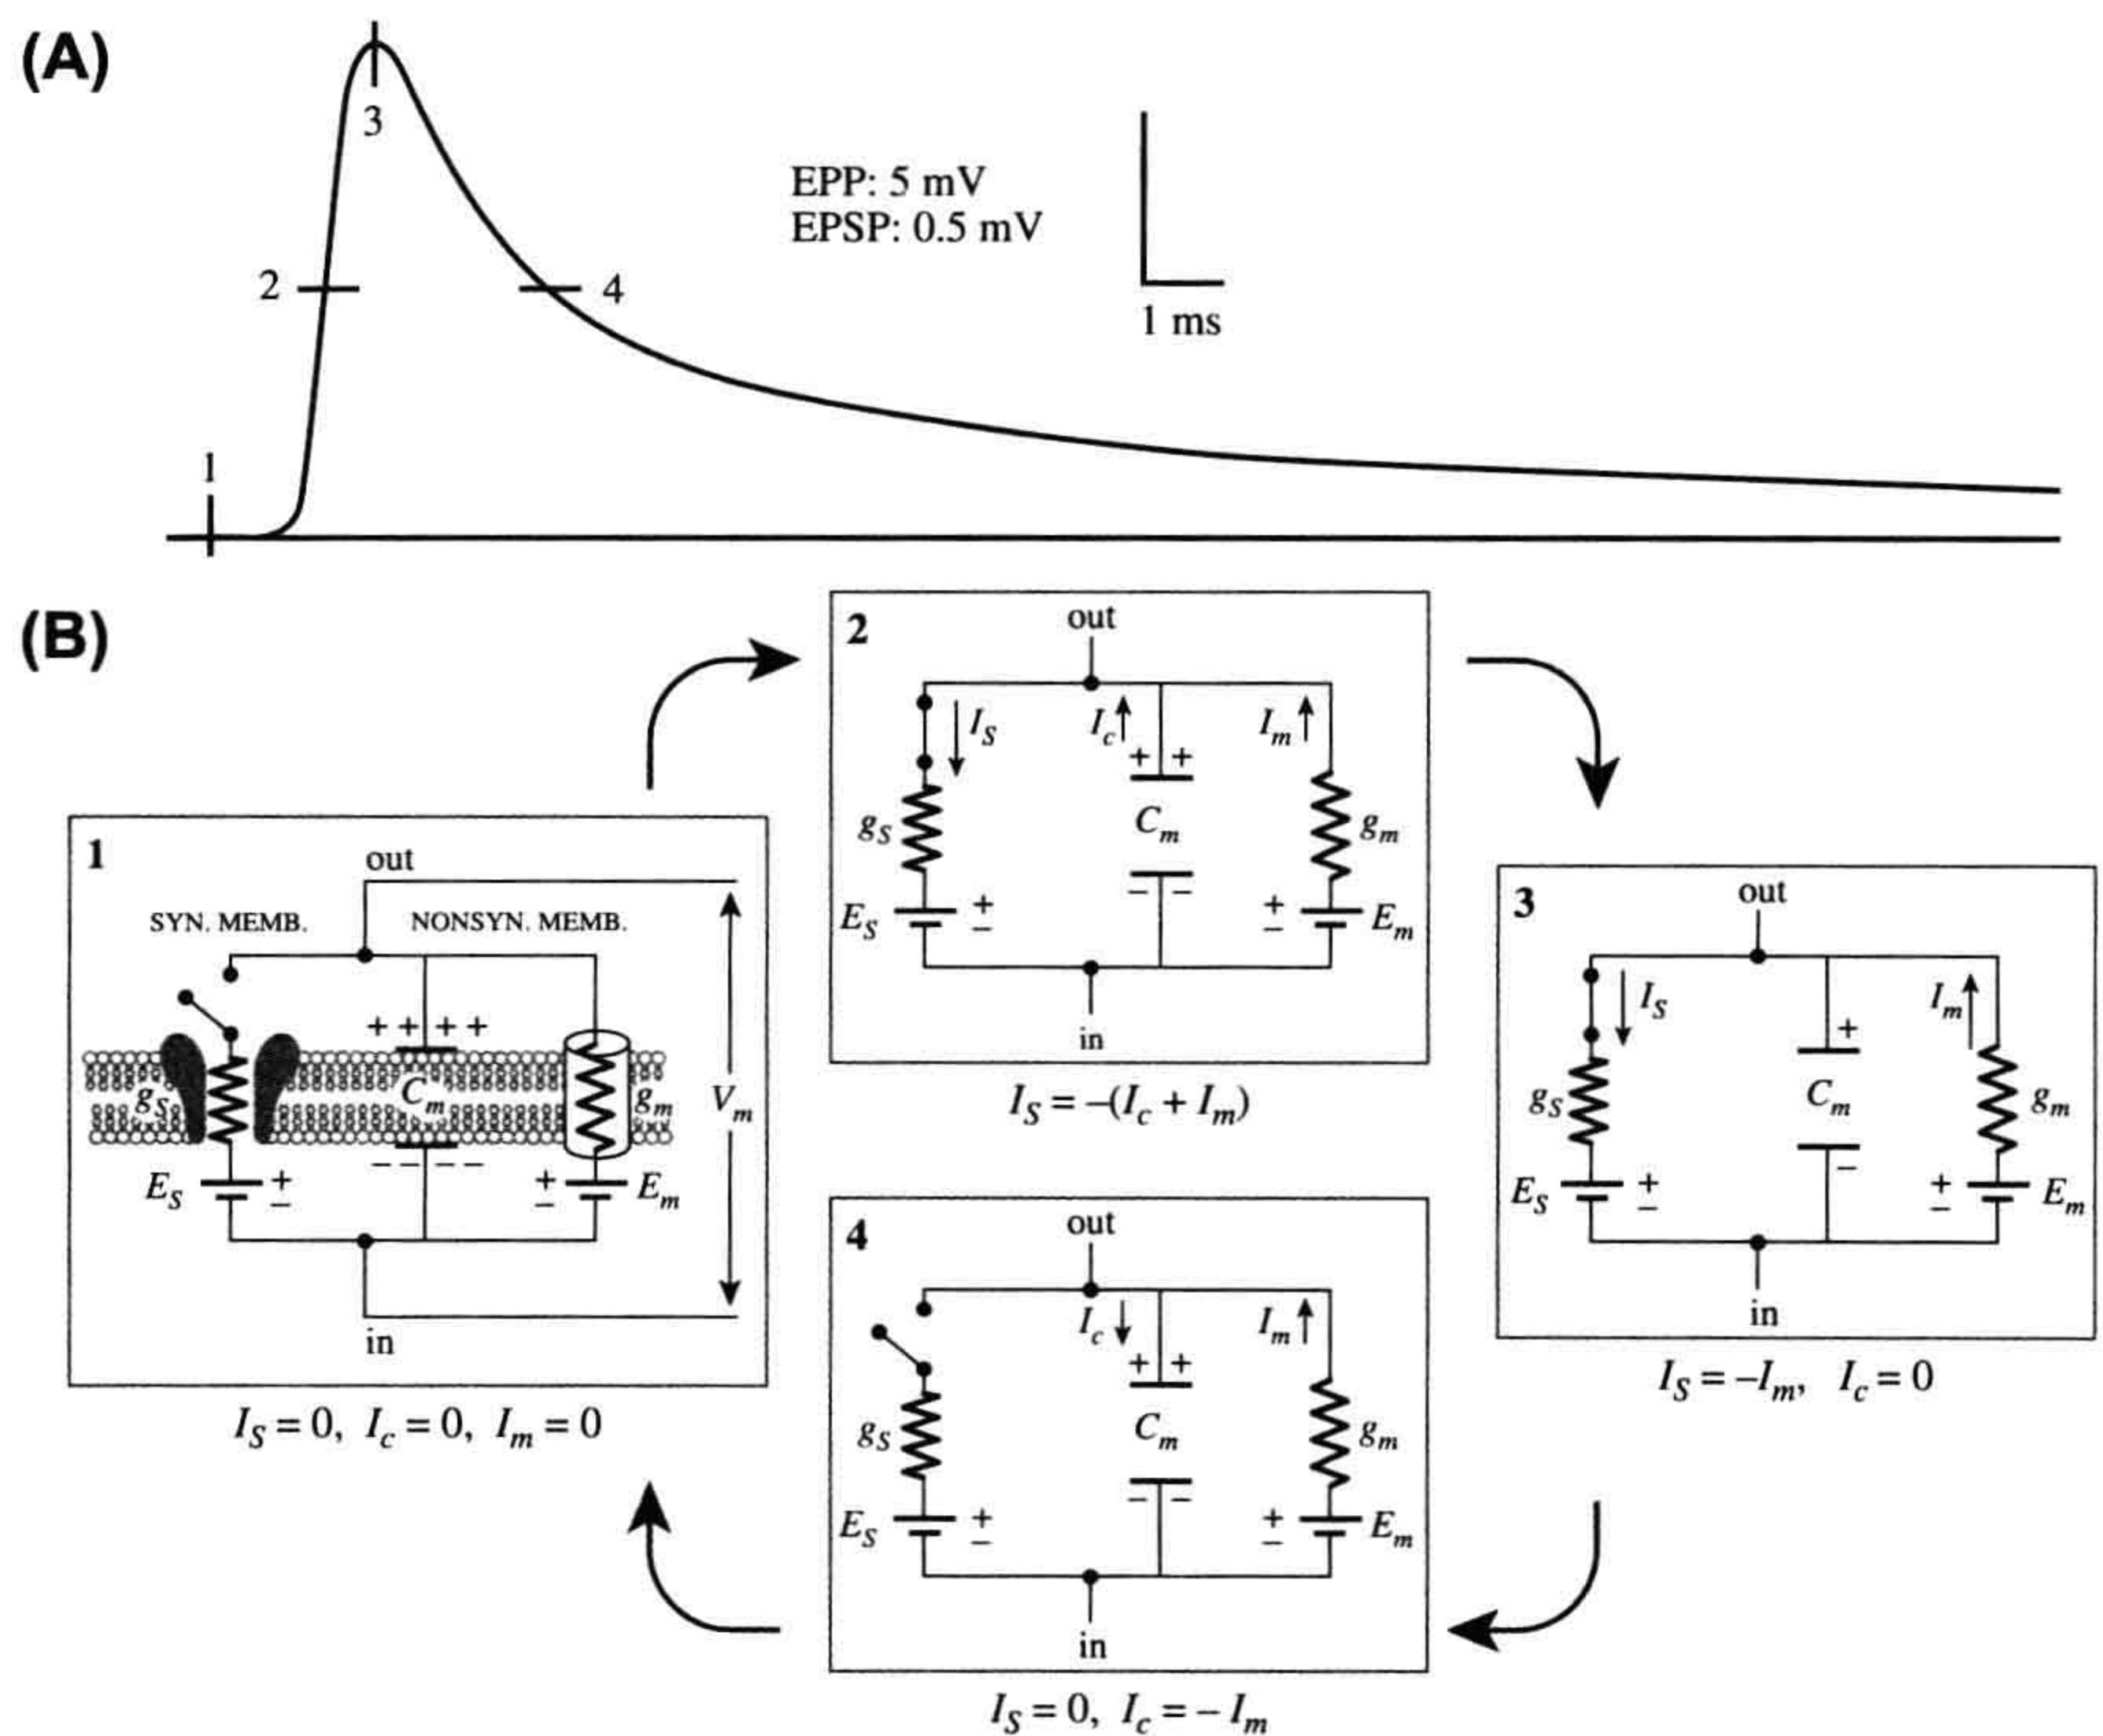 (A)
3
EPP: 5 mV
EPSP: 0.5 mV
1 ms
2
4
1
(B)
1
out
SYN. MEMB. NONSYN. MEMB.
+ + + +
g_S C_m g_m V_m
– – – –
E_S + – + – E_m
in
I_S = 0, I_c = 0, I_m = 0
2
out
I_S I_c I_m
+ +
g_S C_m g_m
– –
E_S + – + – E_m
in
I_S = –(I_c + I_m)
3
out
I_S I_m
+
g_S C_m g_m
–
E_S + – + – E_m
in
I_S = –I_m, I_c = 0
4
out
I_c I_m
+ +
g_S C_m g_m
– –
E_S + – + – E_m
in
I_S = 0, I_c = – I_m